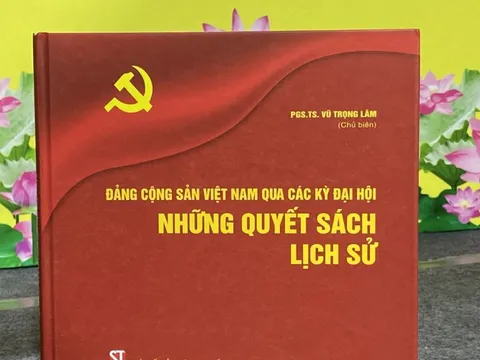 PGS.TS. VŨ TRỌNG LÂM
(Chủ biên)
ĐẢNG CỘNG SẢN VIỆT NAM QUA CÁC KỲ ĐẠI HỘI
NHỮNG QUYẾT SÁCH
LỊCH SỬ
ST